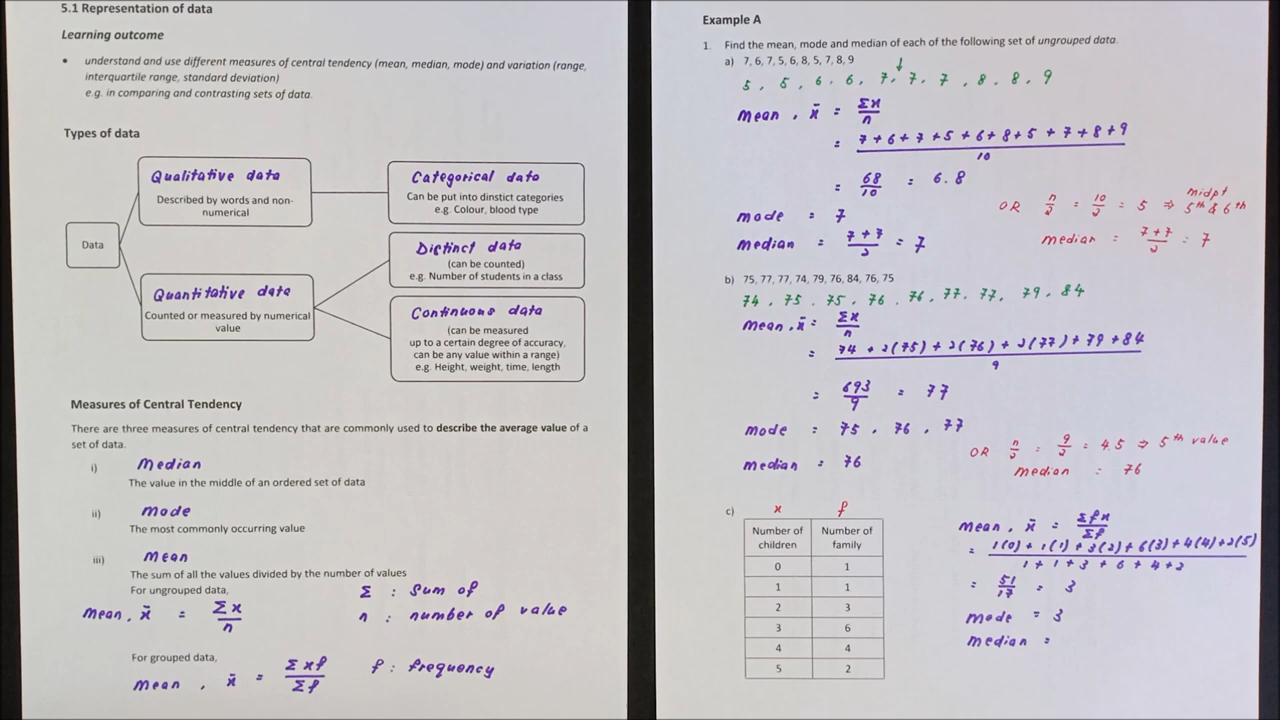 5.1 Representation of data
Learning outcome
• understand and use different measures of central tendency (mean, median, mode) and variation (range,
interquartile range, standard deviation)
e.g. in comparing and contrasting sets of data.
Types of data
Data
Qualitative data
Described by words and non-
numerical
Categorical data
Can be put into dinstict categories
e.g. Colour, blood type
Quantitative data
Counted or measured by numerical
value
Distinct data
(can be counted)
e.g. Number of students in a class
Continuous data
(can be measured
up to a certain degree of accuracy,
can be any value within a range)
e.g. Height, weight, time, length
Measures of Central Tendency
There are three measures of central tendency that are commonly used to describe the average value of a
set of data.
i) Median
The value in the middle of an ordered set of data
ii) mode
The most commonly occurring value
iii) Mean
The sum of all the values divided by the number of values
For ungrouped data,
Mean, x̄ = Σx/n
Σ : Sum of
n : number of value
For grouped data,
Mean, x̄ = Σxf/Σf
f : frequency
Example A
1. Find the mean, mode and median of each of the following set of ungrouped data.
a) 7, 6, 7, 5, 6, 8, 5, 7, 8, 9
5, 5, 6, 6, 7, 7, 7, 8, 8, 9
Mean, x̄ = Σx/n
= 7+6+7+5+6+8+5+7+8+9 / 10
= 68/10 = 6.8
mode = 7
median = 7+7/2 = 7
OR n/2 = 10/2 = 5 ⇒ midpt 5th & 6th
median = 7+7/2 = 7
b) 75, 77, 77, 74, 79, 76, 84, 76, 75
74, 75, 75, 76, 76, 77, 77, 79, 84
Mean, x̄ = Σx/n
= 74 + 2(75) + 2(76) + 2(77) + 79 + 84 / 9
= 693/9 = 77
mode = 75, 76, 77
median = 76
OR n/2 = 9/2 = 4.5 ⇒ 5th value
median = 76
c)
x f
Number of children Number of family
0 1
1 1
2 3
3 6
4 4
5 2
Mean, x̄ = Σfx/Σf
= 1(0)+1(1)+3(2)+6(3)+4(4)+2(5) / 1+1+3+6+4+2
= 51/17 = 3
mode = 3
median =